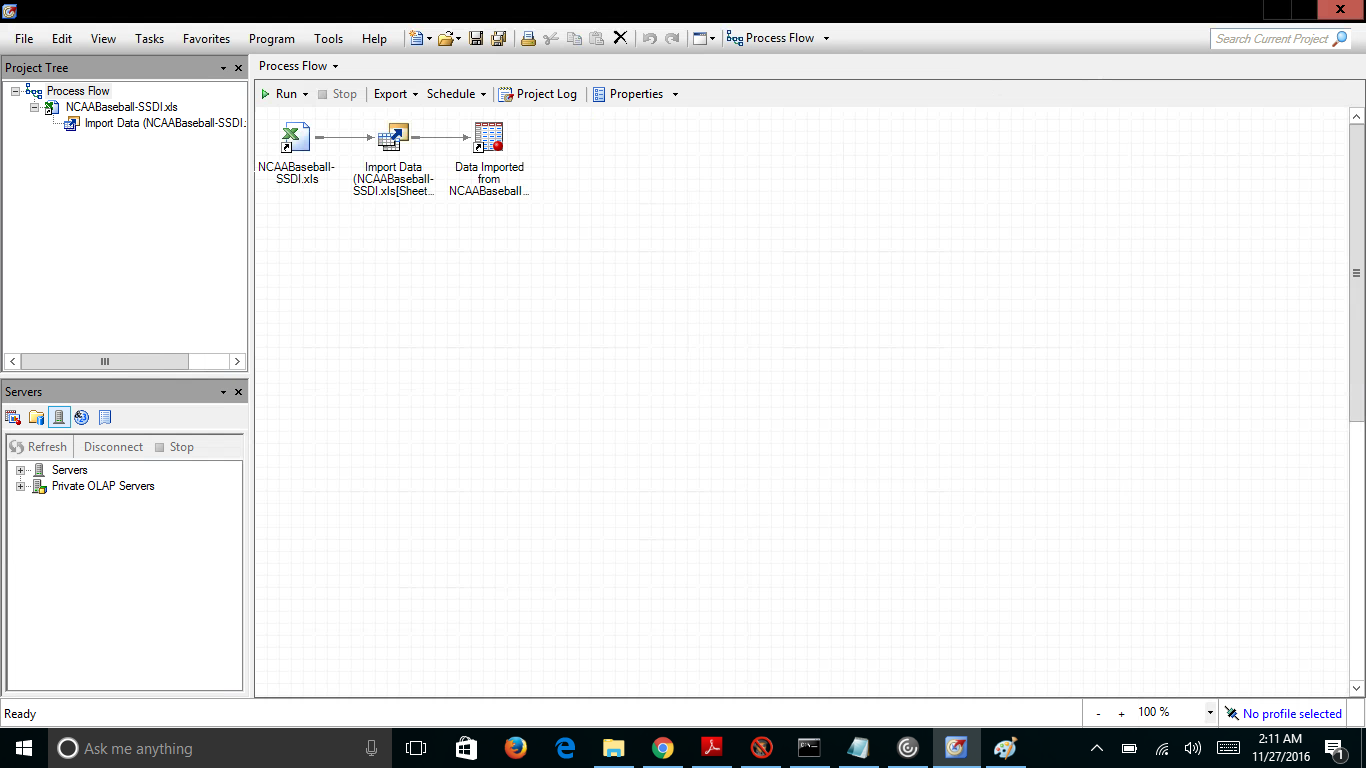 File Edit View Tasks Favorites Program Tools Help Process Flow Search Current Project
Project Tree
Process Flow
NCAABaseball-SSDI.xls
Import Data (NCAABaseball-SSDI.
Process Flow
Run Stop Export Schedule Project Log Properties
NCAABaseball-
SSDI.xls
Import Data
(NCAABaseball-
SSDI.xls[Sheet...
Data Imported
from
NCAABaseball...
Servers
Refresh Disconnect Stop
Servers
Private OLAP Servers
Ready - + 100 % No profile selected
Ask me anything
2:11 AM
11/27/2016
1